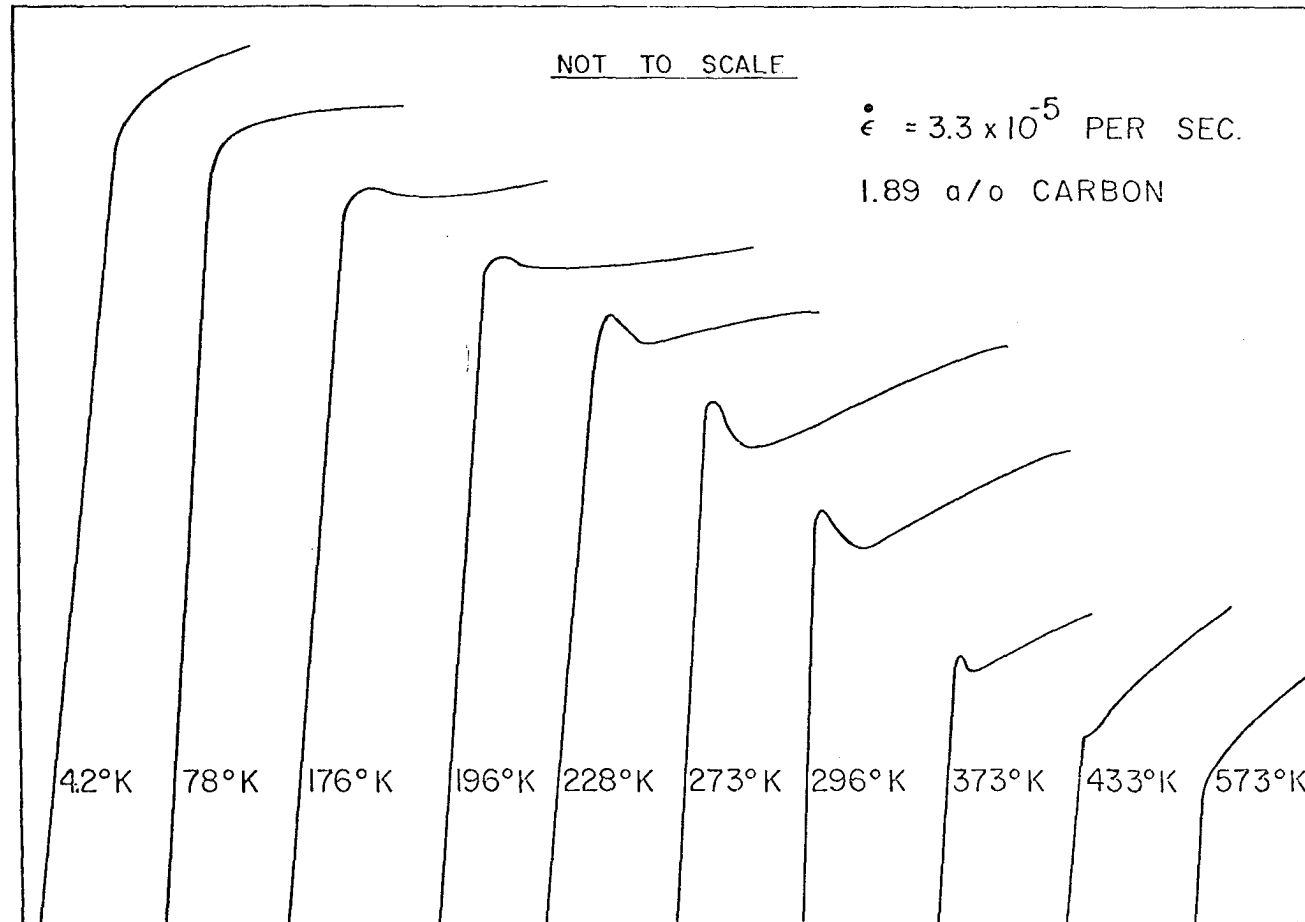 NOT TO SCALE
ε̇ = 3.3 x 10⁻⁵ PER SEC.
1.89 a/o CARBON
4.2°K 78°K 176°K 196°K 228°K 273°K 296°K 373°K 433°K 573°K